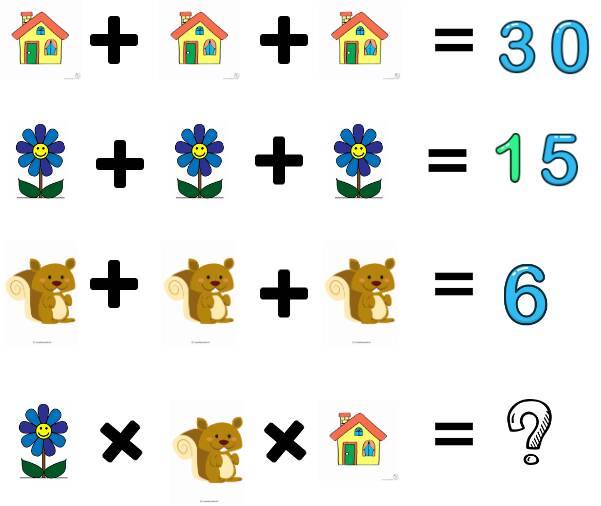 + + = 30
+ + = 15
+ + = 6
× × = ?